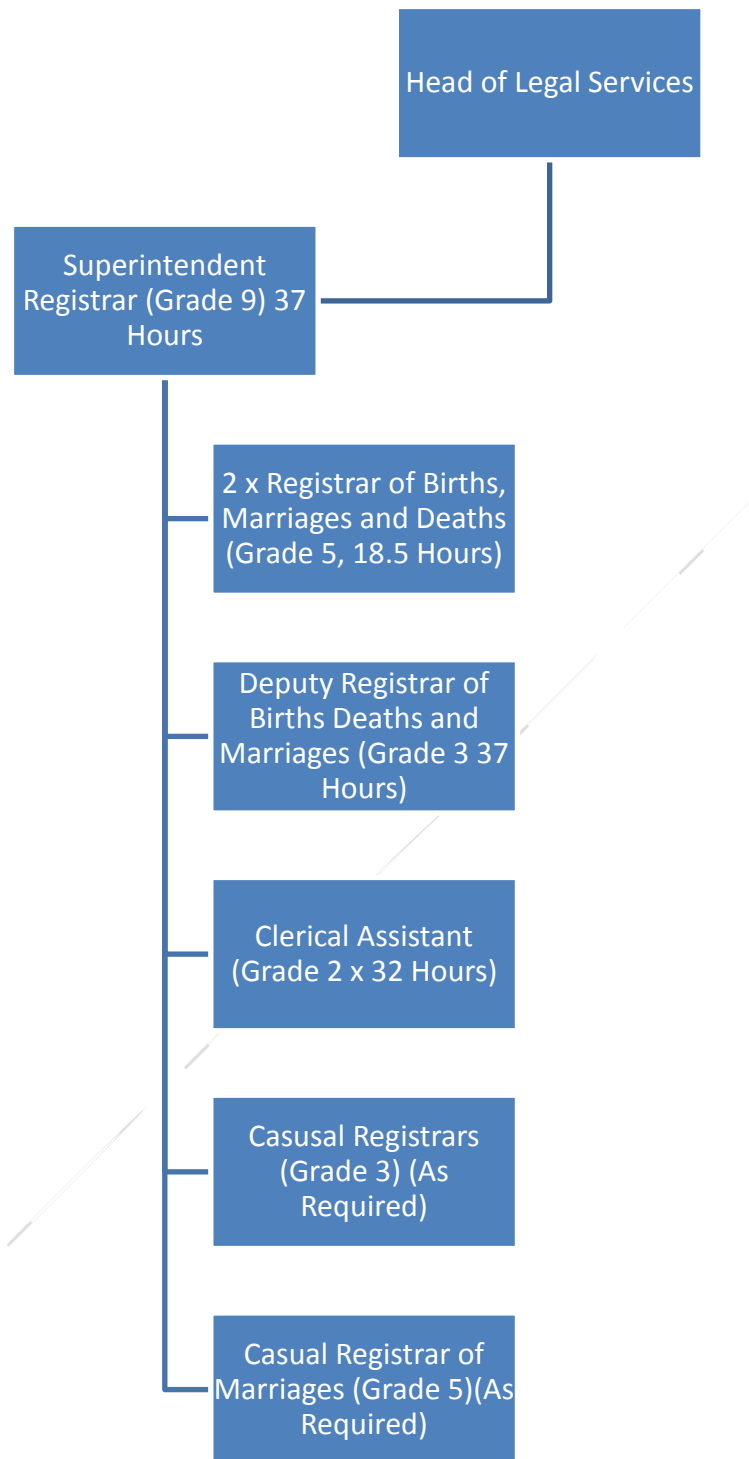 Head of Legal Services
Superintendent
Registrar (Grade 9) 37
Hours
2 x Registrar of Births,
Marriages and Deaths
(Grade 5, 18.5 Hours)
Deputy Registrar of
Births Deaths and
Marriages (Grade 3 37
Hours)
Clerical Assistant
(Grade 2 x 32 Hours)
Casusal Registrars
(Grade 3) (As
Required)
Casual Registrar of
Marriages (Grade 5)(As
Required)